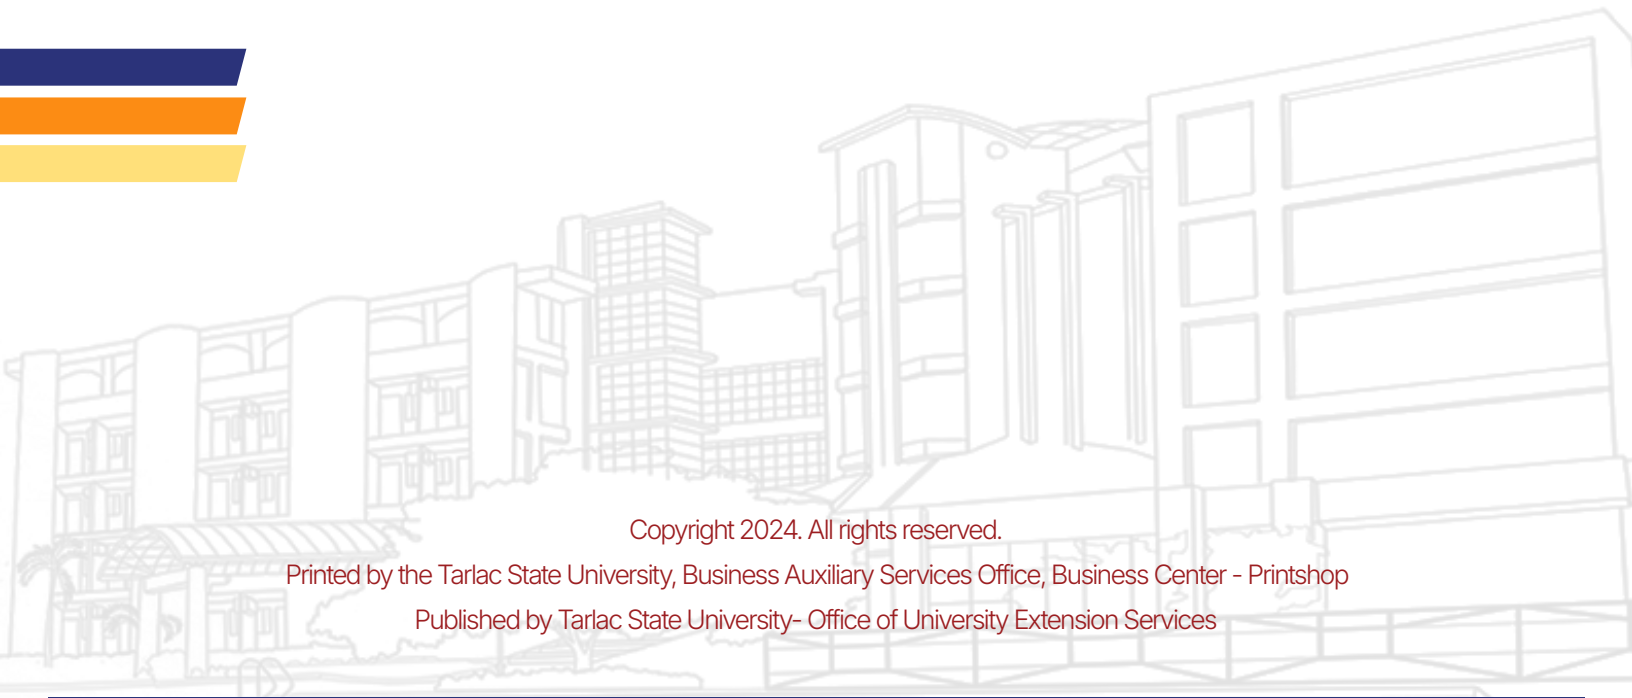 Copyright 2024. All rights reserved.
Printed by the Tarlac State University, Business Auxiliary Services Office, Business Center - Printshop
Published by Tarlac State University- Office of University Extension Services